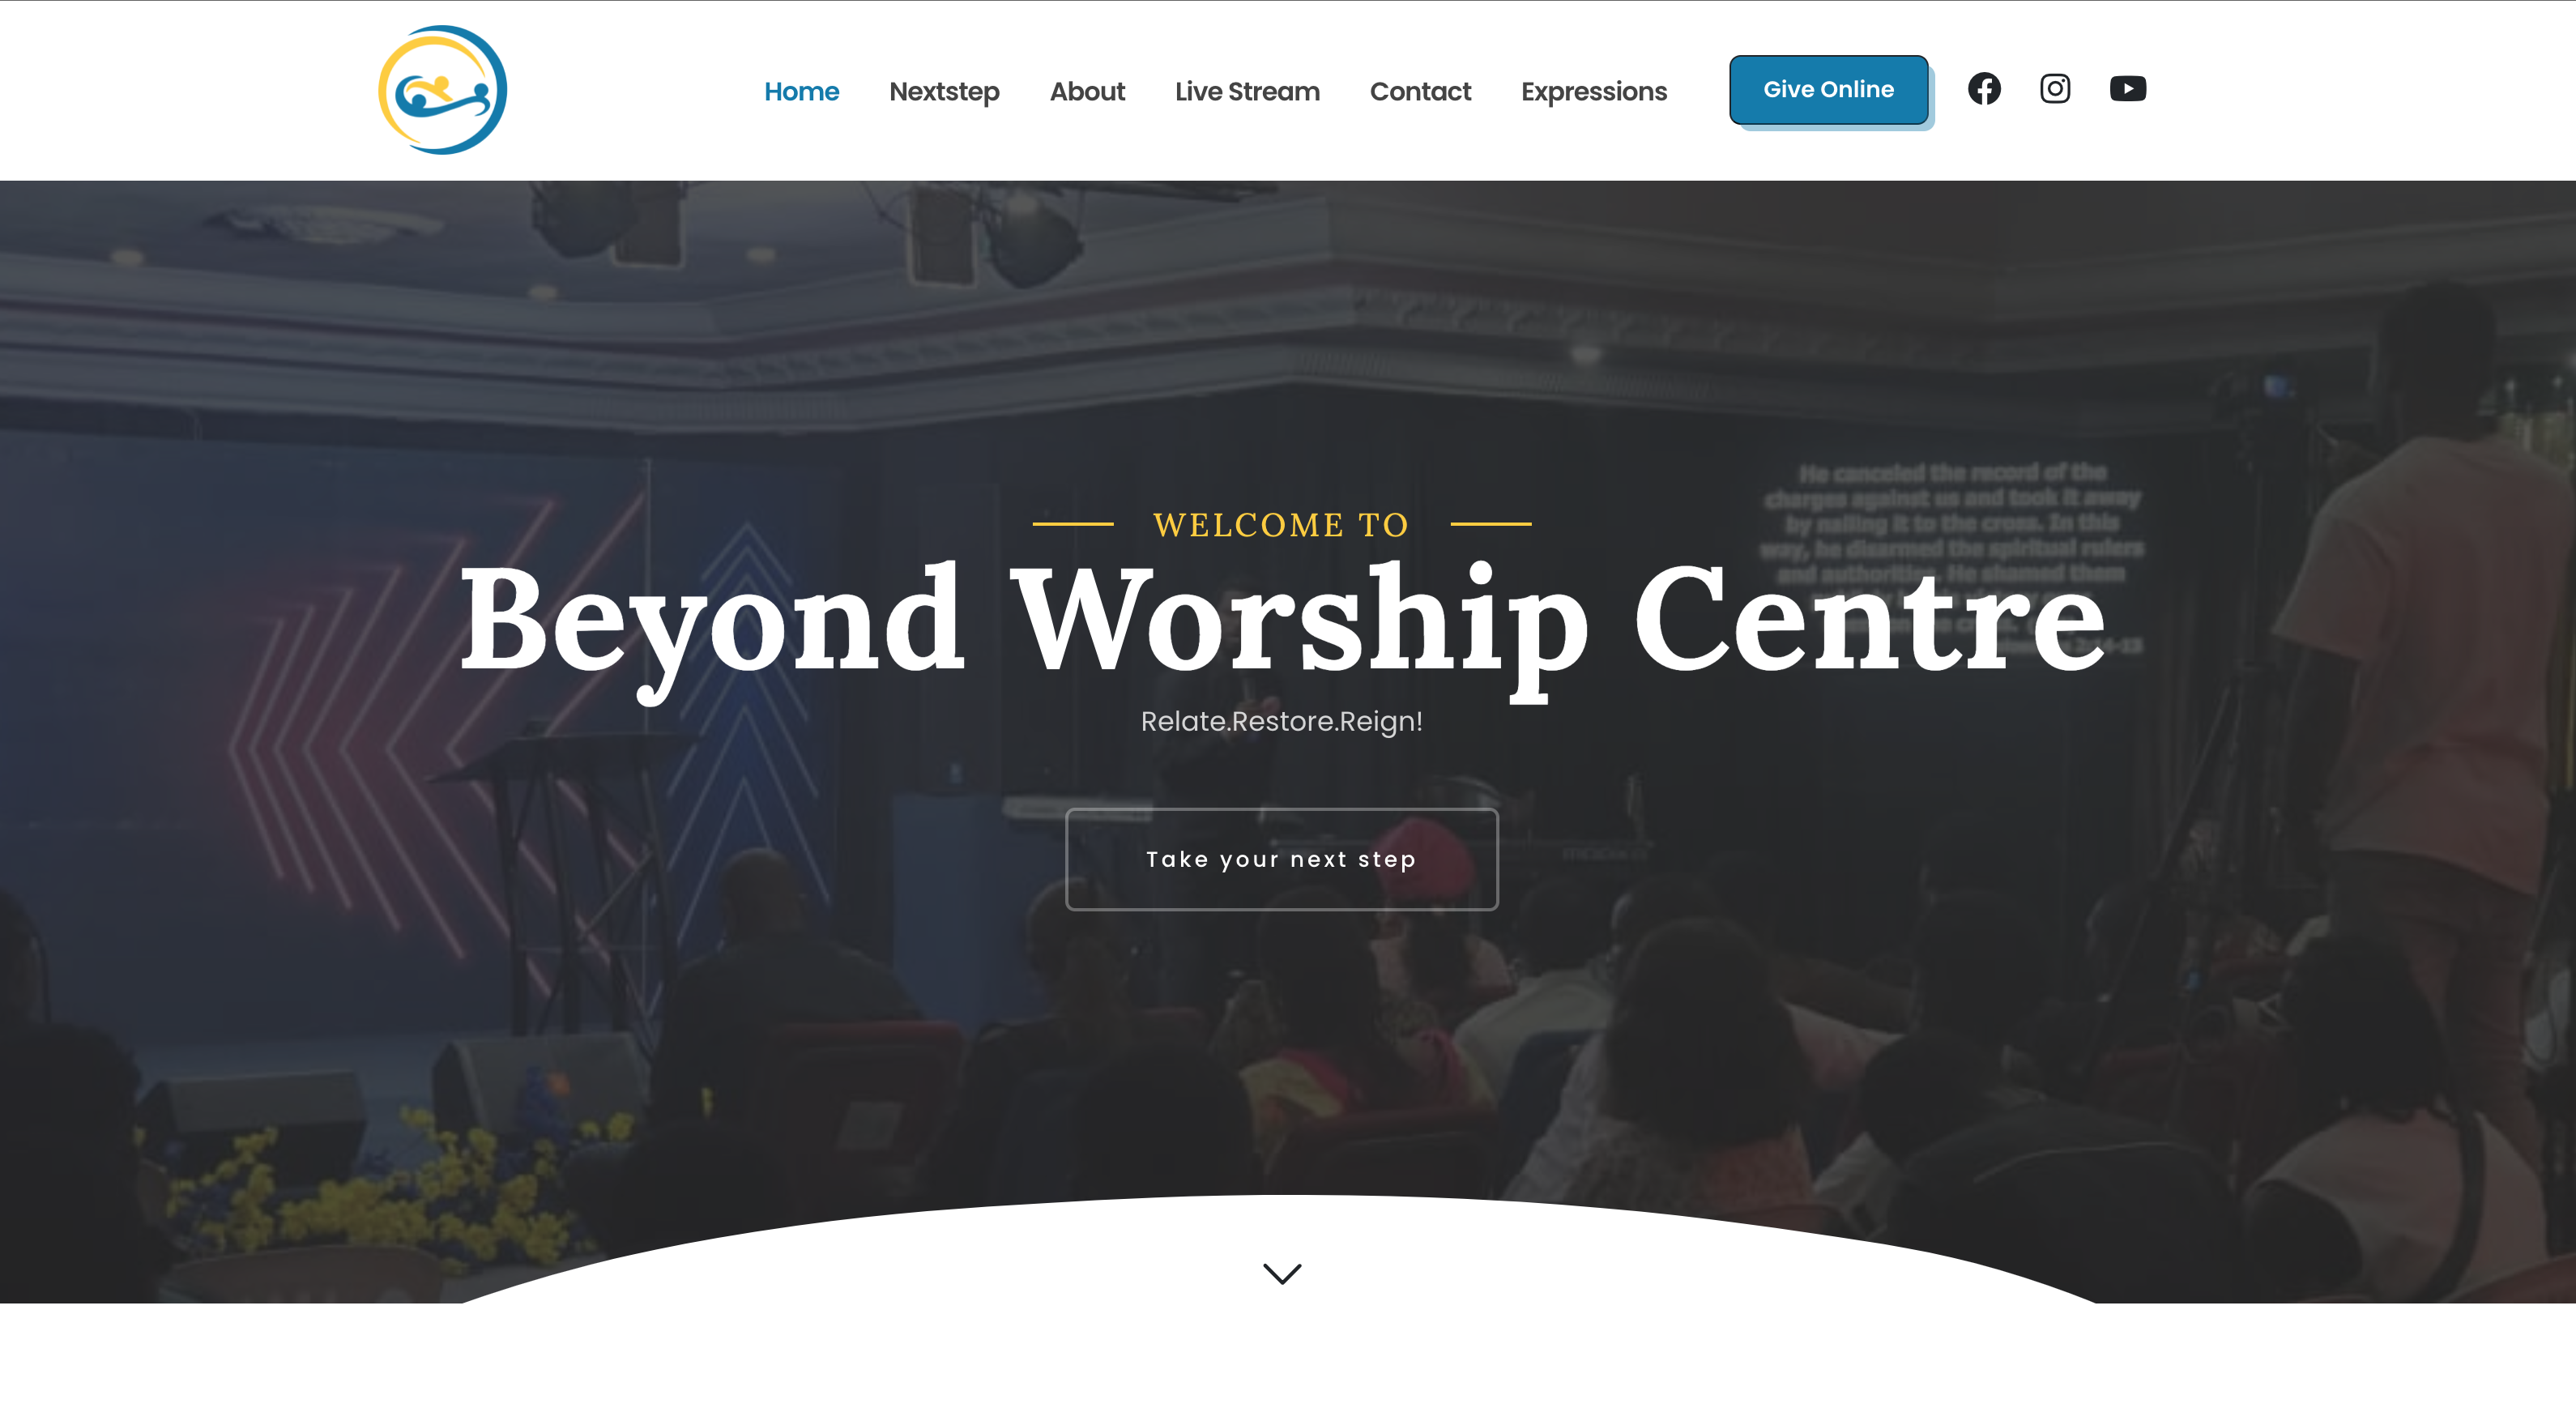 Home Nextstep About Live Stream Contact Expressions Give Online
He canceled the record of the
charges against us and took it away
by nailing it to the cross. In this
way, he disarmed the spiritual rulers
and authorities. He shamed them
WELCOME TO
Beyond Worship Centre
Relate.Restore.Reign!
Take your next step